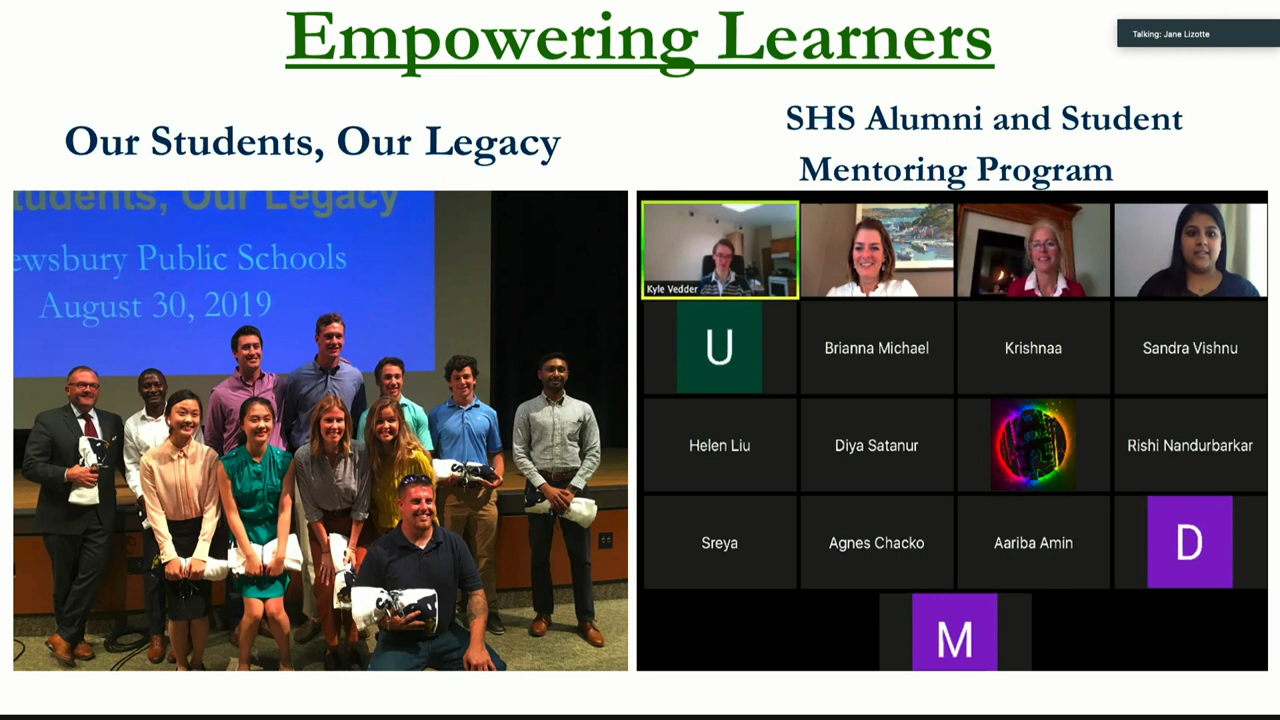 Empowering Learners
Talking: Jane Lizotte
Our Students, Our Legacy
SHS Alumni and Student
Mentoring Program
tudents, Our Legacy
ewsbury Public Schools
August 30, 2019
Kyle Vedder
U
Brianna Michael
Krishnaa
Sandra Vishnu
Helen Liu
Diya Satanur
Rishi Nandurbarkar
Sreya
Agnes Chacko
Aariba Amin
D
M